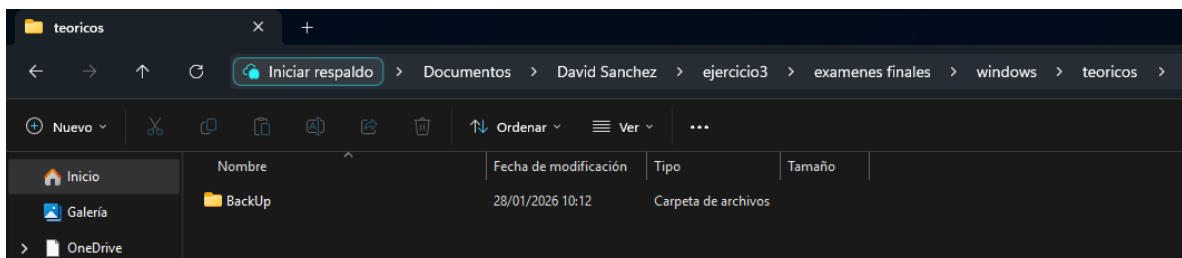 teoricos
Iniciar respaldo > Documentos > David Sanchez > ejercicio3 > examenes finales > windows > teoricos >
Nuevo Ordenar Ver
Inicio
Galería
OneDrive
Nombre Fecha de modificación Tipo Tamaño
BackUp 28/01/2026 10:12 Carpeta de archivos